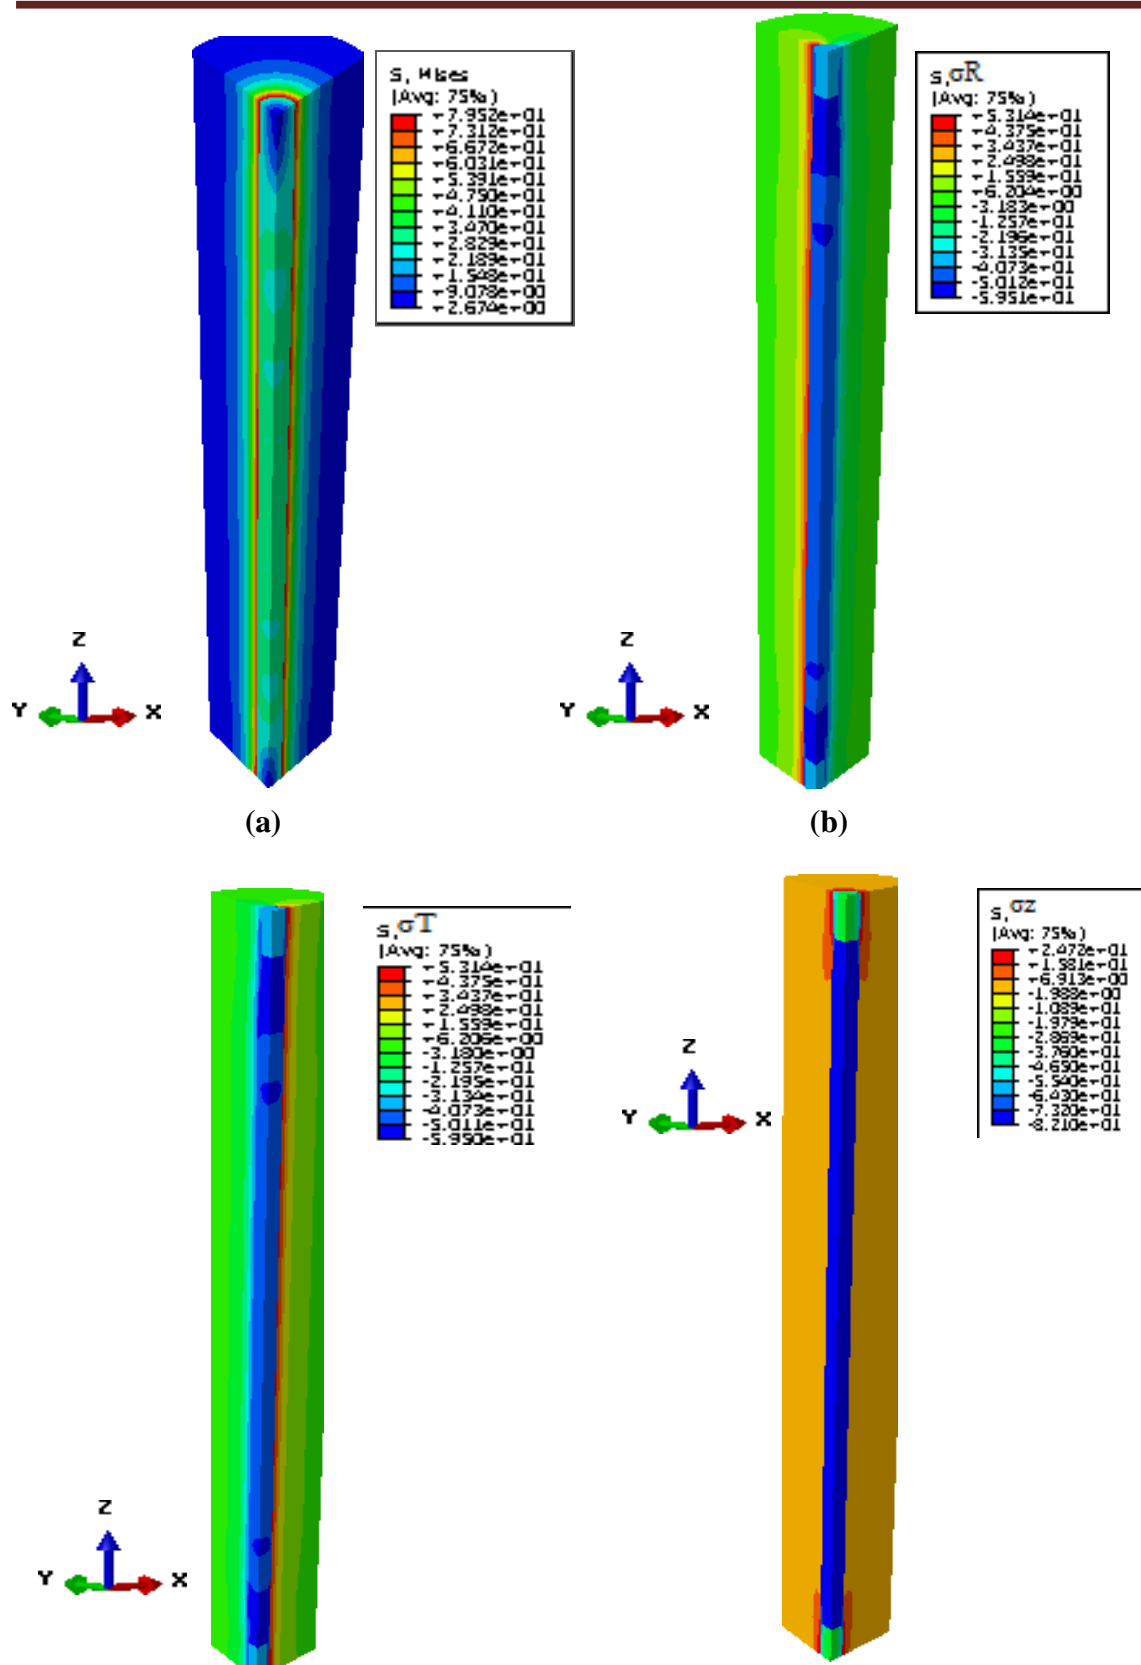 S, Mises
(Avg: 75%)
+7.952e+01
+7.312e+01
+6.672e+01
+6.031e+01
+5.391e+01
+4.750e+01
+4.110e+01
+3.470e+01
+2.829e+01
+2.189e+01
+1.548e+01
+9.078e+00
+2.674e+00
Z
Y
X
(a)
S, σR
(Avg: 75%)
+5.314e+01
+4.375e+01
+3.437e+01
+2.498e+01
+1.559e+01
+6.204e+00
-3.183e+00
-1.257e+01
-2.196e+01
-3.135e+01
-4.073e+01
-5.012e+01
-5.951e+01
Z
Y
X
(b)
S, σT
(Avg: 75%)
+5.314e+01
+4.375e+01
+3.437e+01
+2.498e+01
+1.559e+01
+6.206e+00
-3.180e+00
-1.257e+01
-2.195e+01
-3.134e+01
-4.073e+01
-5.011e+01
-5.950e+01
Z
Y
X
S, σz
(Avg: 75%)
+2.472e+01
+1.581e+01
+6.913e+00
-1.988e+00
-1.089e+01
-1.979e+01
-2.869e+01
-3.760e+01
-4.650e+01
-5.540e+01
-6.430e+01
-7.320e+01
-8.210e+01
Z
Y
X